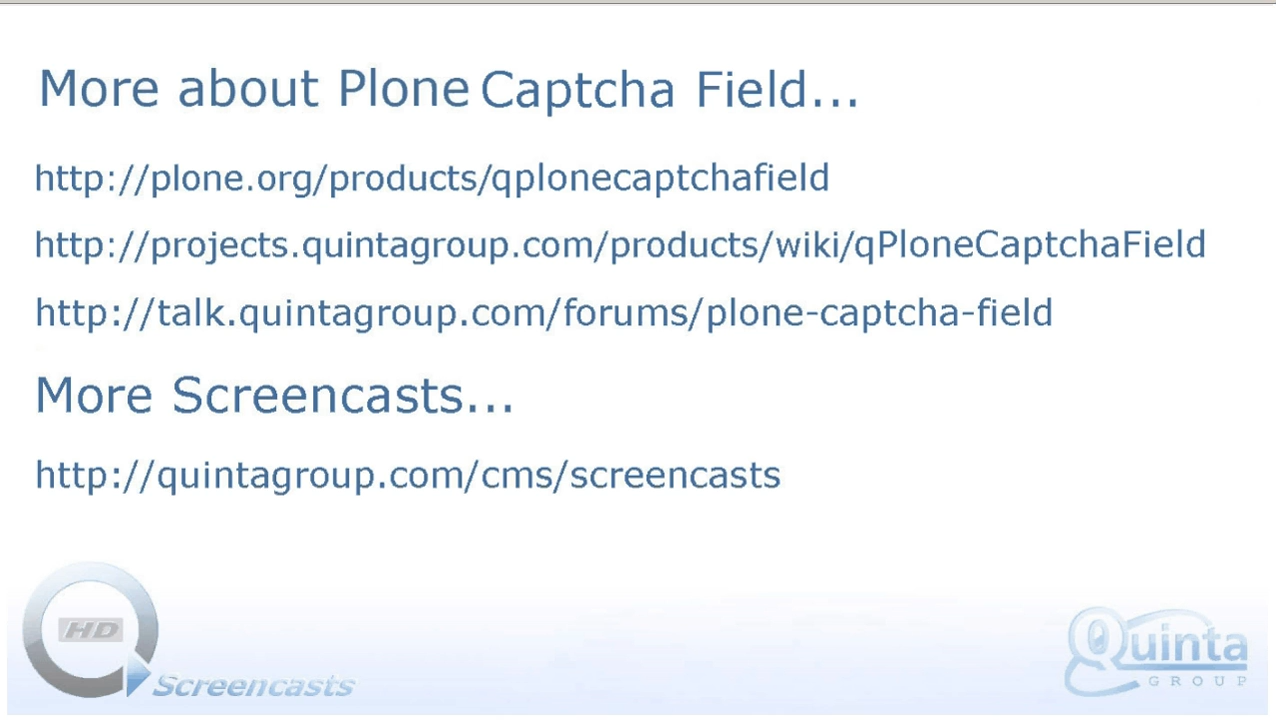 More about Plone Captcha Field...
http://plone.org/products/qplonecaptchafield
http://projects.quintagroup.com/products/wiki/qPloneCaptchaField
http://talk.quintagroup.com/forums/plone-captcha-field
More Screencasts...
http://quintagroup.com/cms/screencasts
HD
Screencasts
Quinta
GROUP